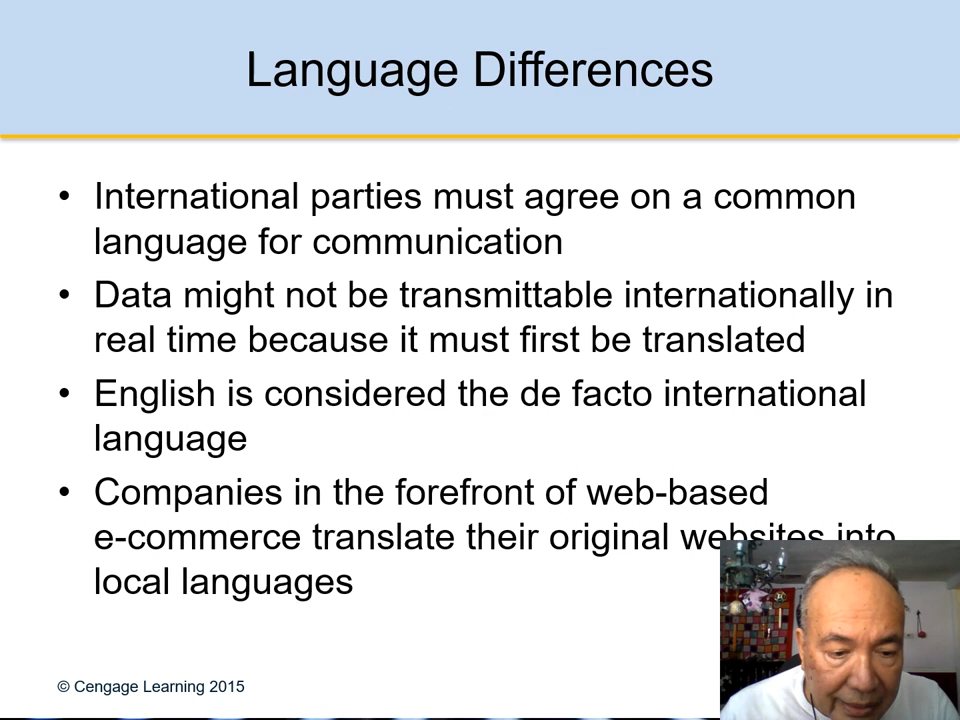 Language Differences
• International parties must agree on a common
language for communication
• Data might not be transmittable internationally in
real time because it must first be translated
• English is considered the de facto international
language
• Companies in the forefront of web-based
e-commerce translate their original websites into
local languages
© Cengage Learning 2015